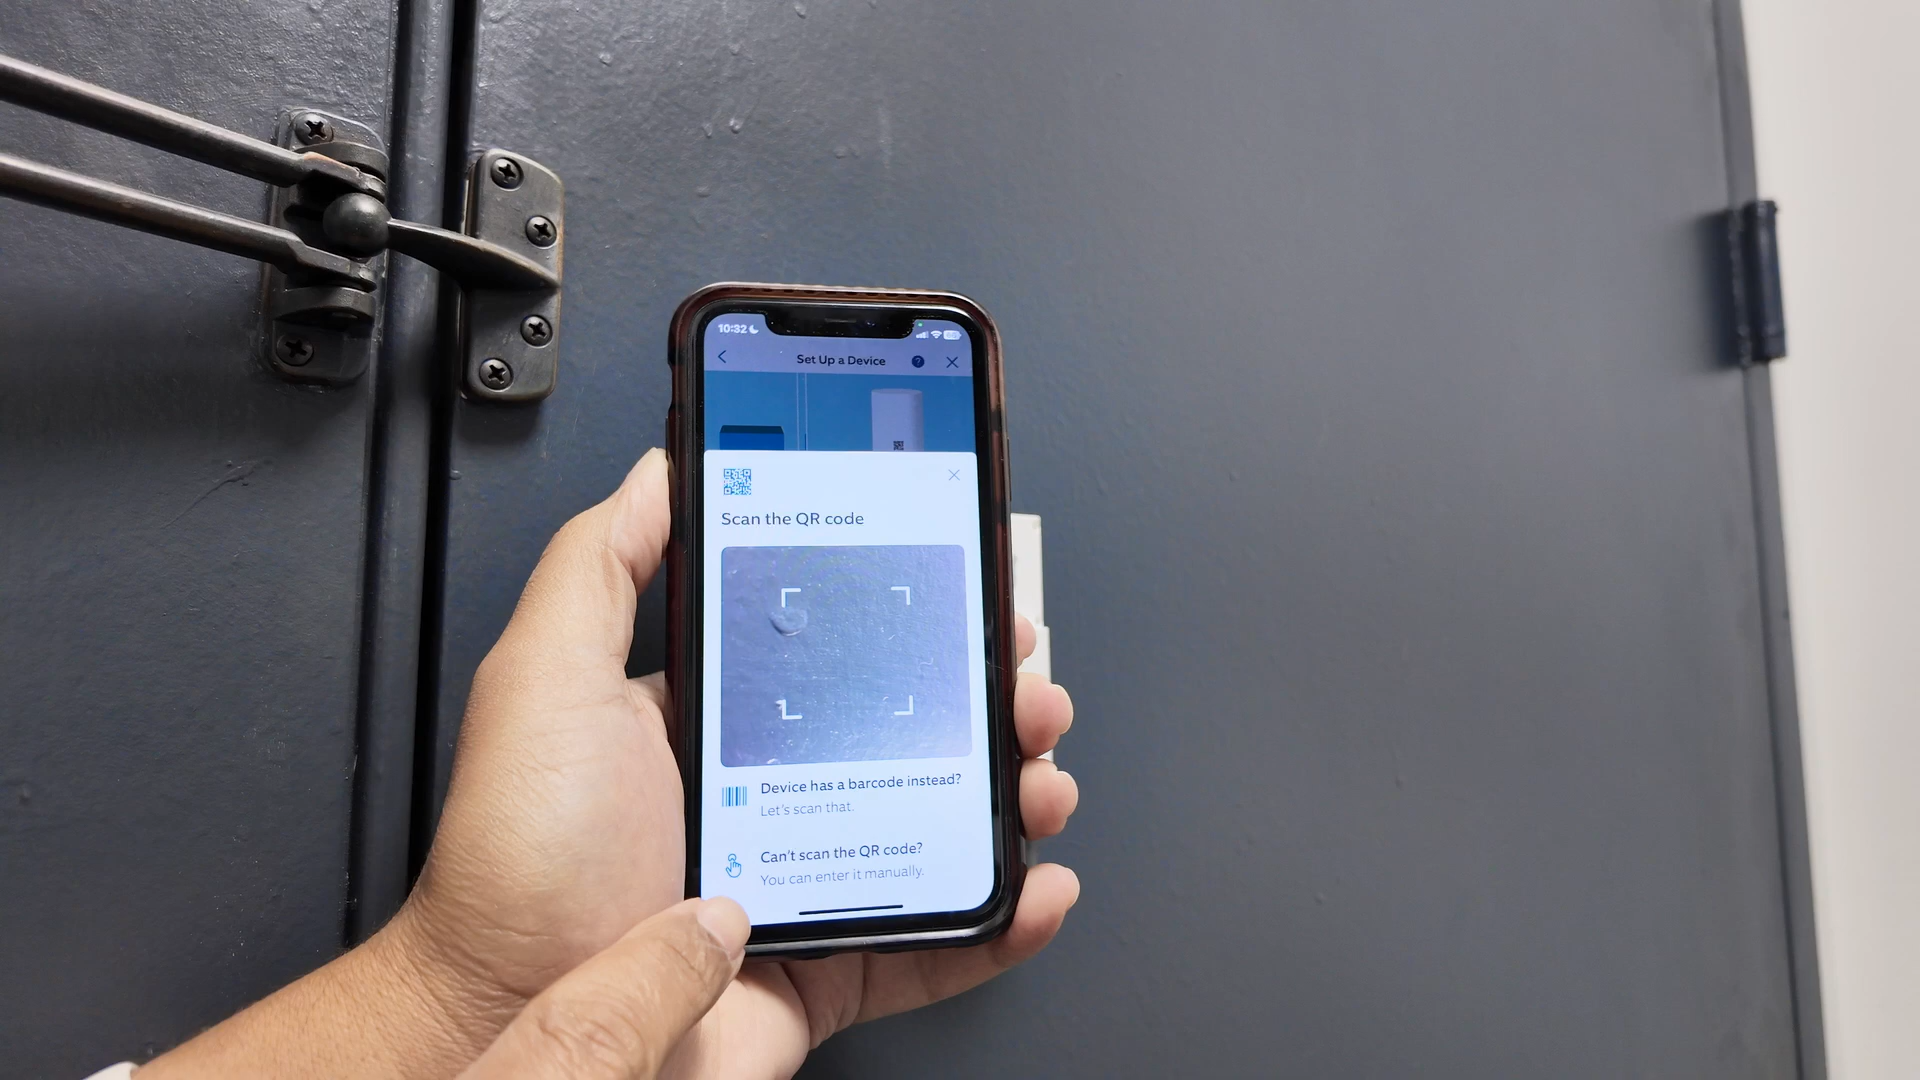 10:32
Set Up a Device
?
Scan the QR code
Device has a barcode instead?
Let's scan that.
Can't scan the QR code?
You can enter it manually.